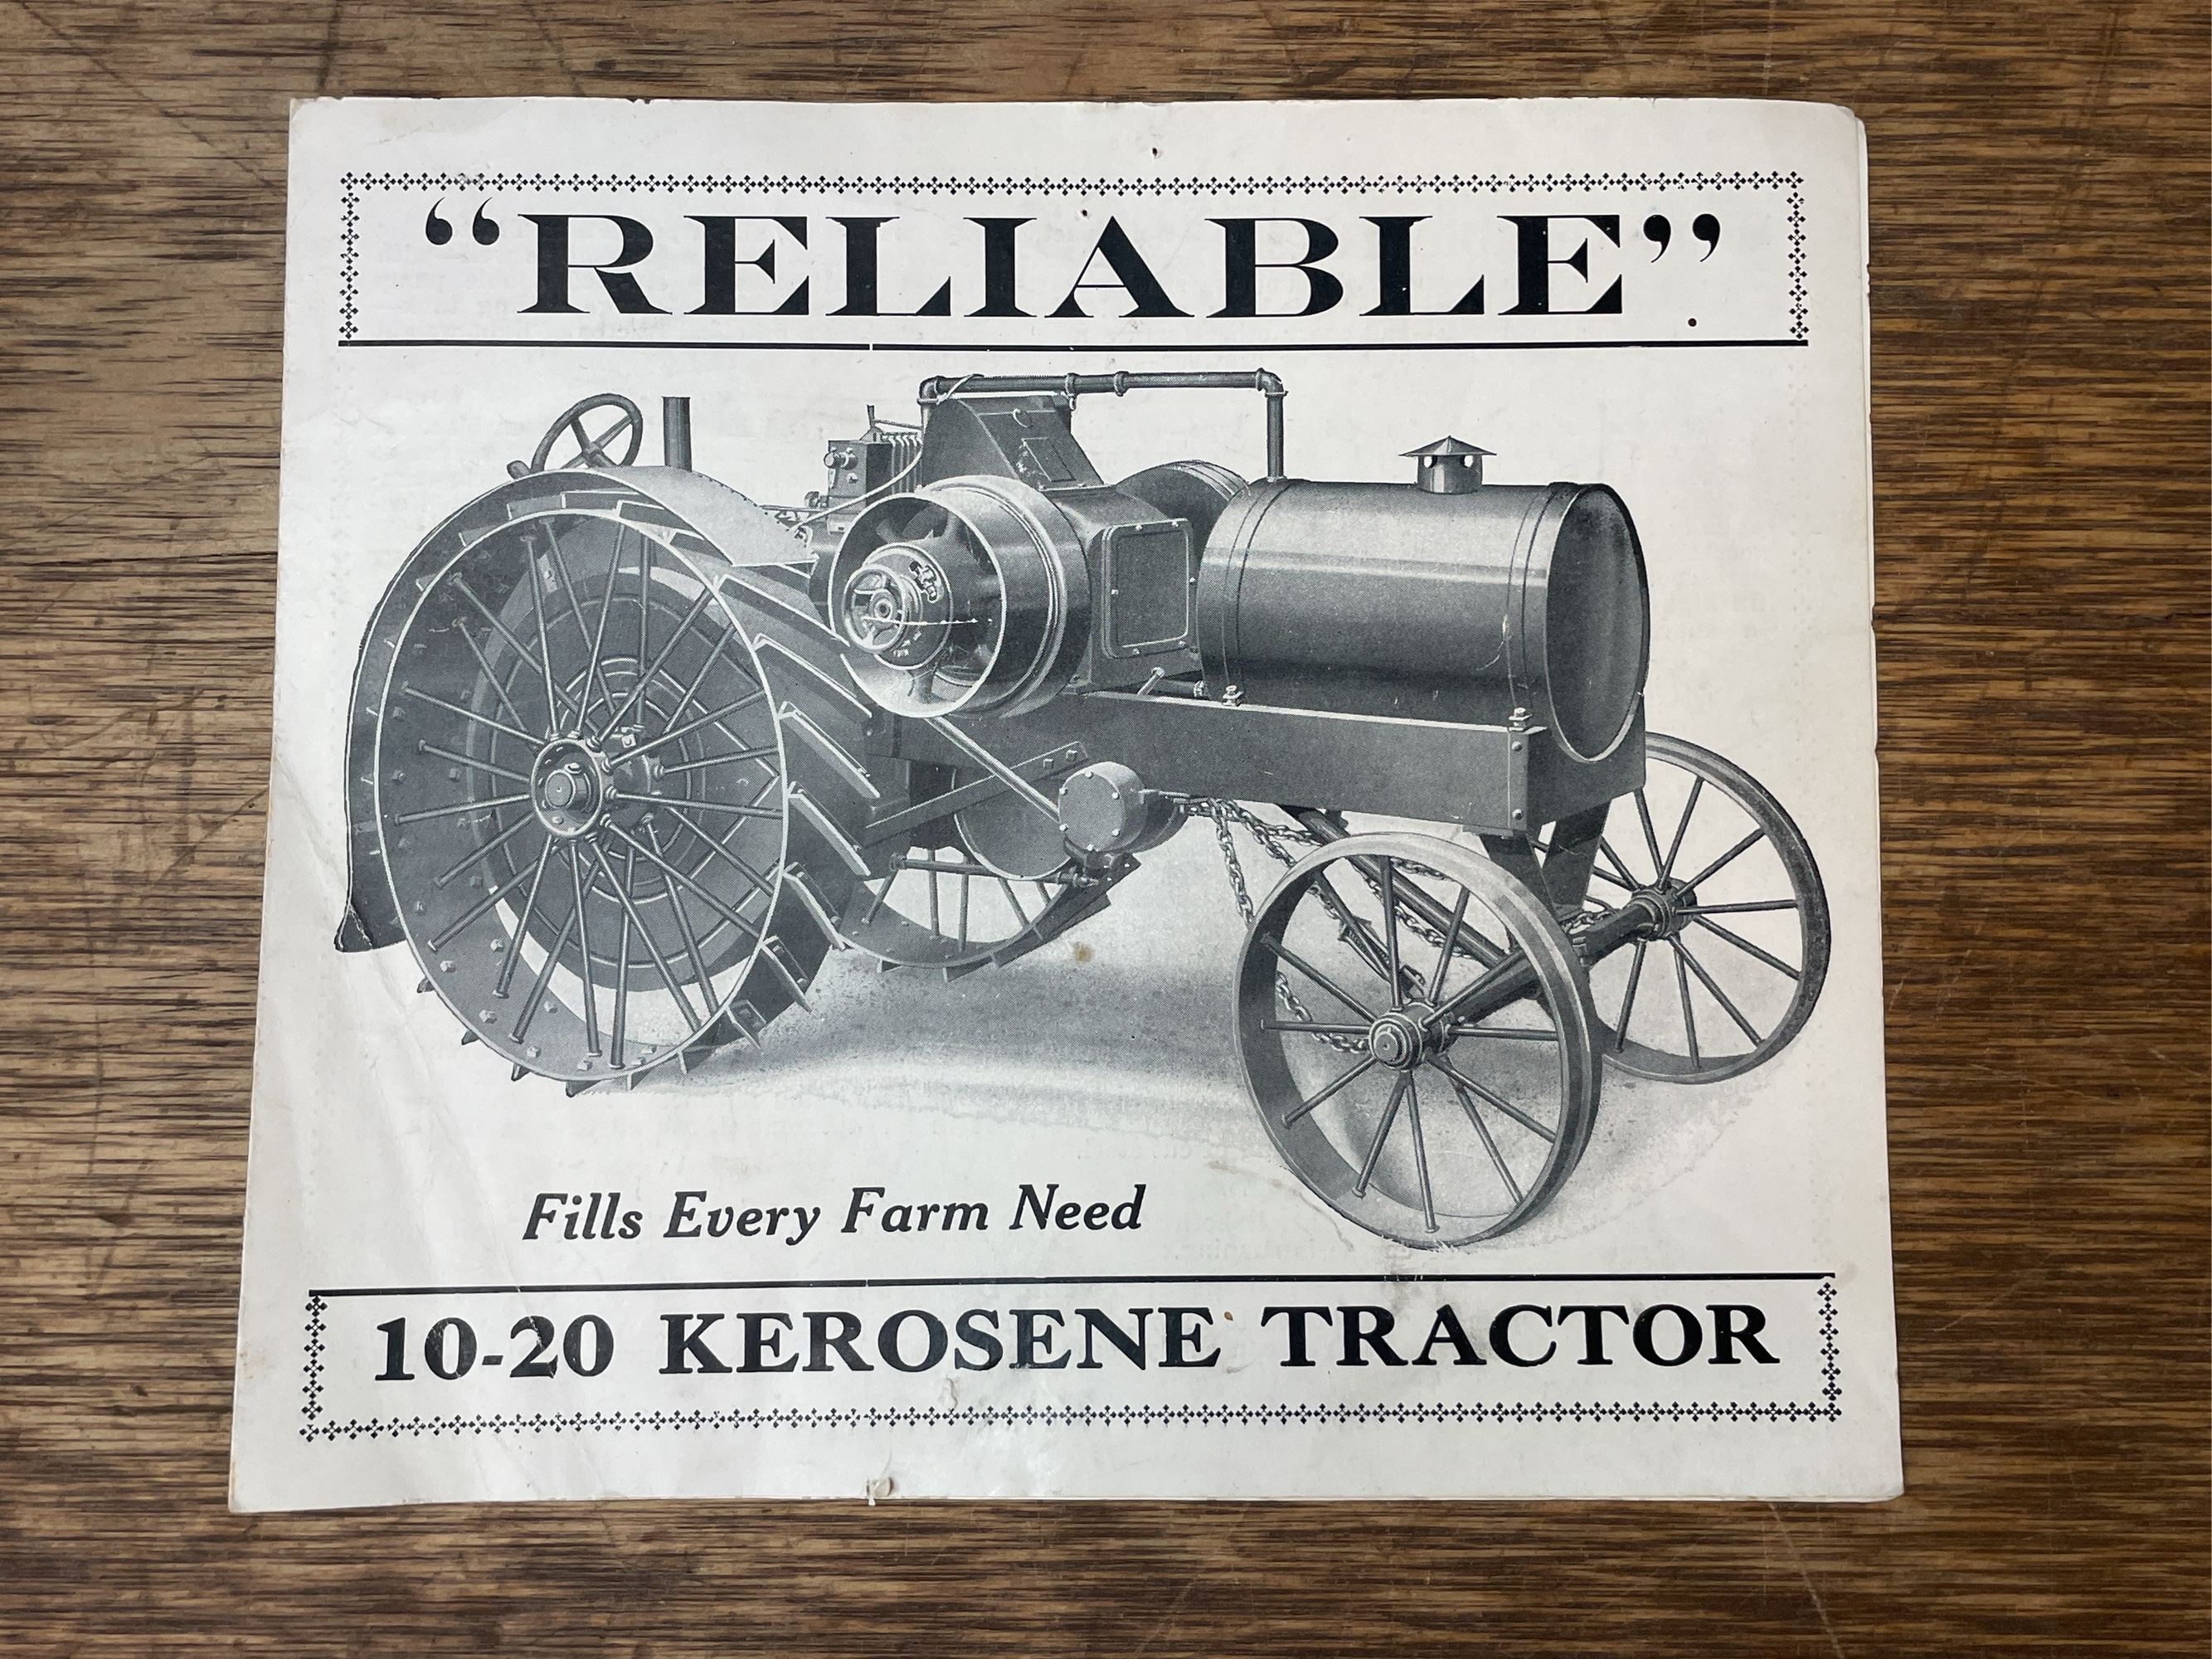 “RELIABLE”
Fills Every Farm Need
10-20 KEROSENE TRACTOR